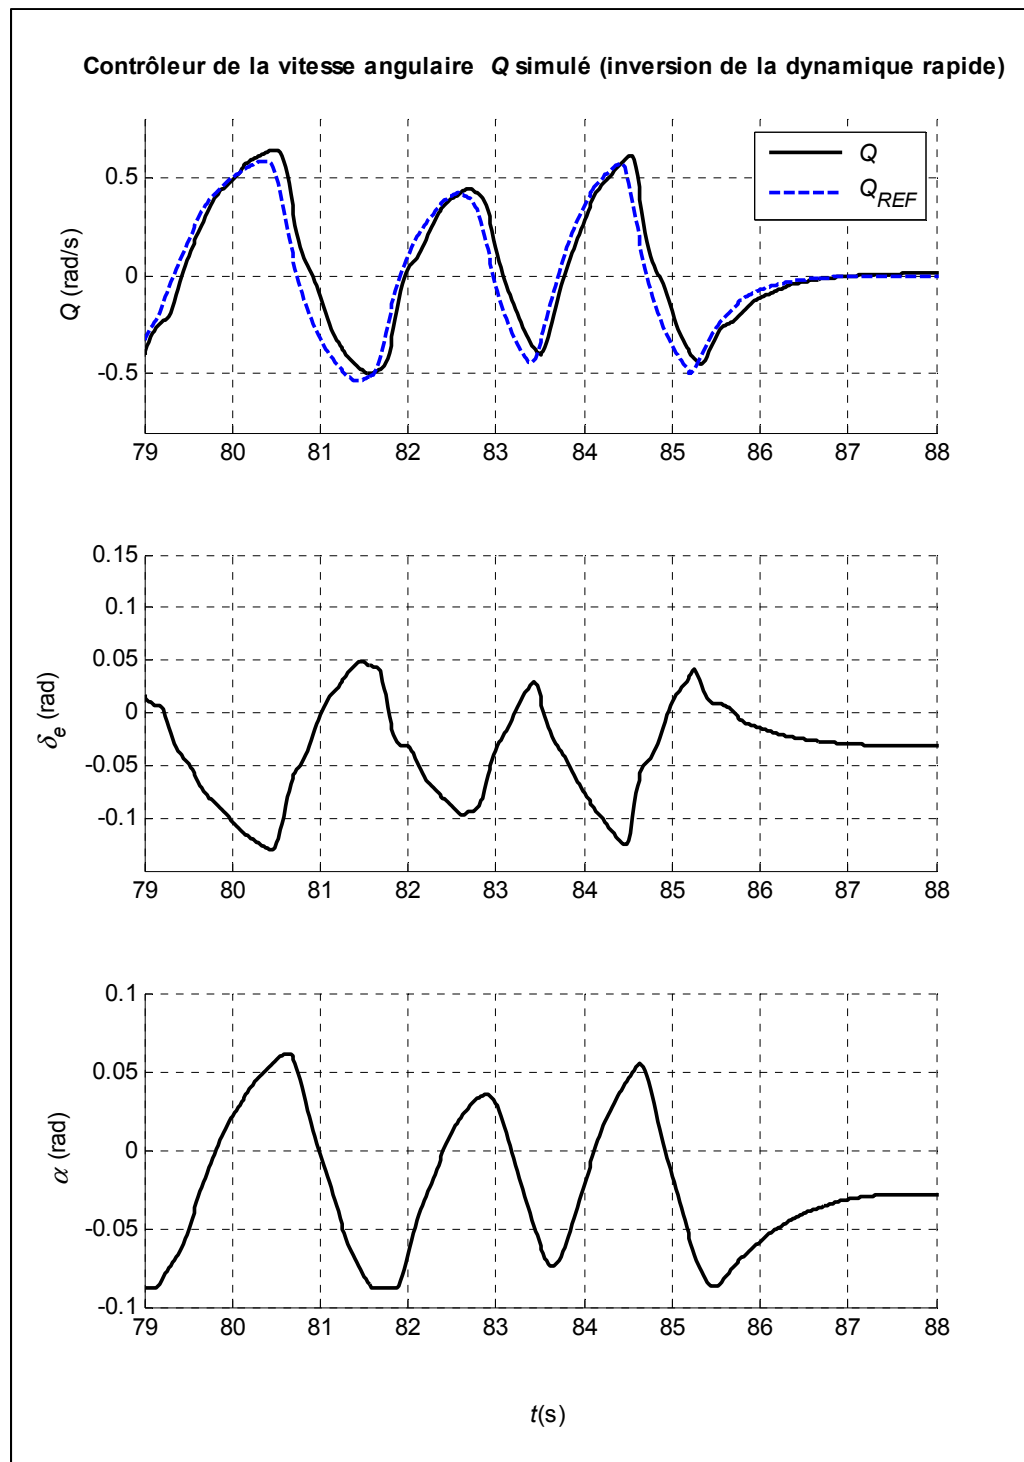 Contrôleur de la vitesse angulaire Q simulé (inversion de la dynamique rapide)
Q
Q_REF
0.5
0
-0.5
Q (rad/s)
79 80 81 82 83 84 85 86 87 88
0.15
0.1
0.05
0
-0.05
-0.1
δ_e (rad)
79 80 81 82 83 84 85 86 87 88
0.1
0.05
0
-0.05
-0.1
α (rad)
79 80 81 82 83 84 85 86 87 88
t(s)